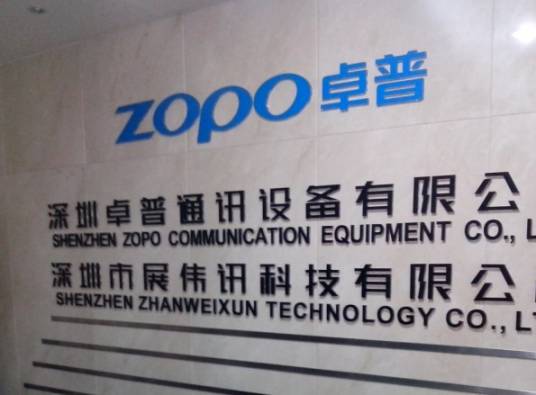 ZOPO卓普
深圳卓普通讯设备有限公
SHENZHEN ZOPO COMMUNICATION EQUIPMENT CO., L
深圳市展伟讯科技有限公
SHENZHEN ZHANWEIXUN TECHNOLOGY CO., LT